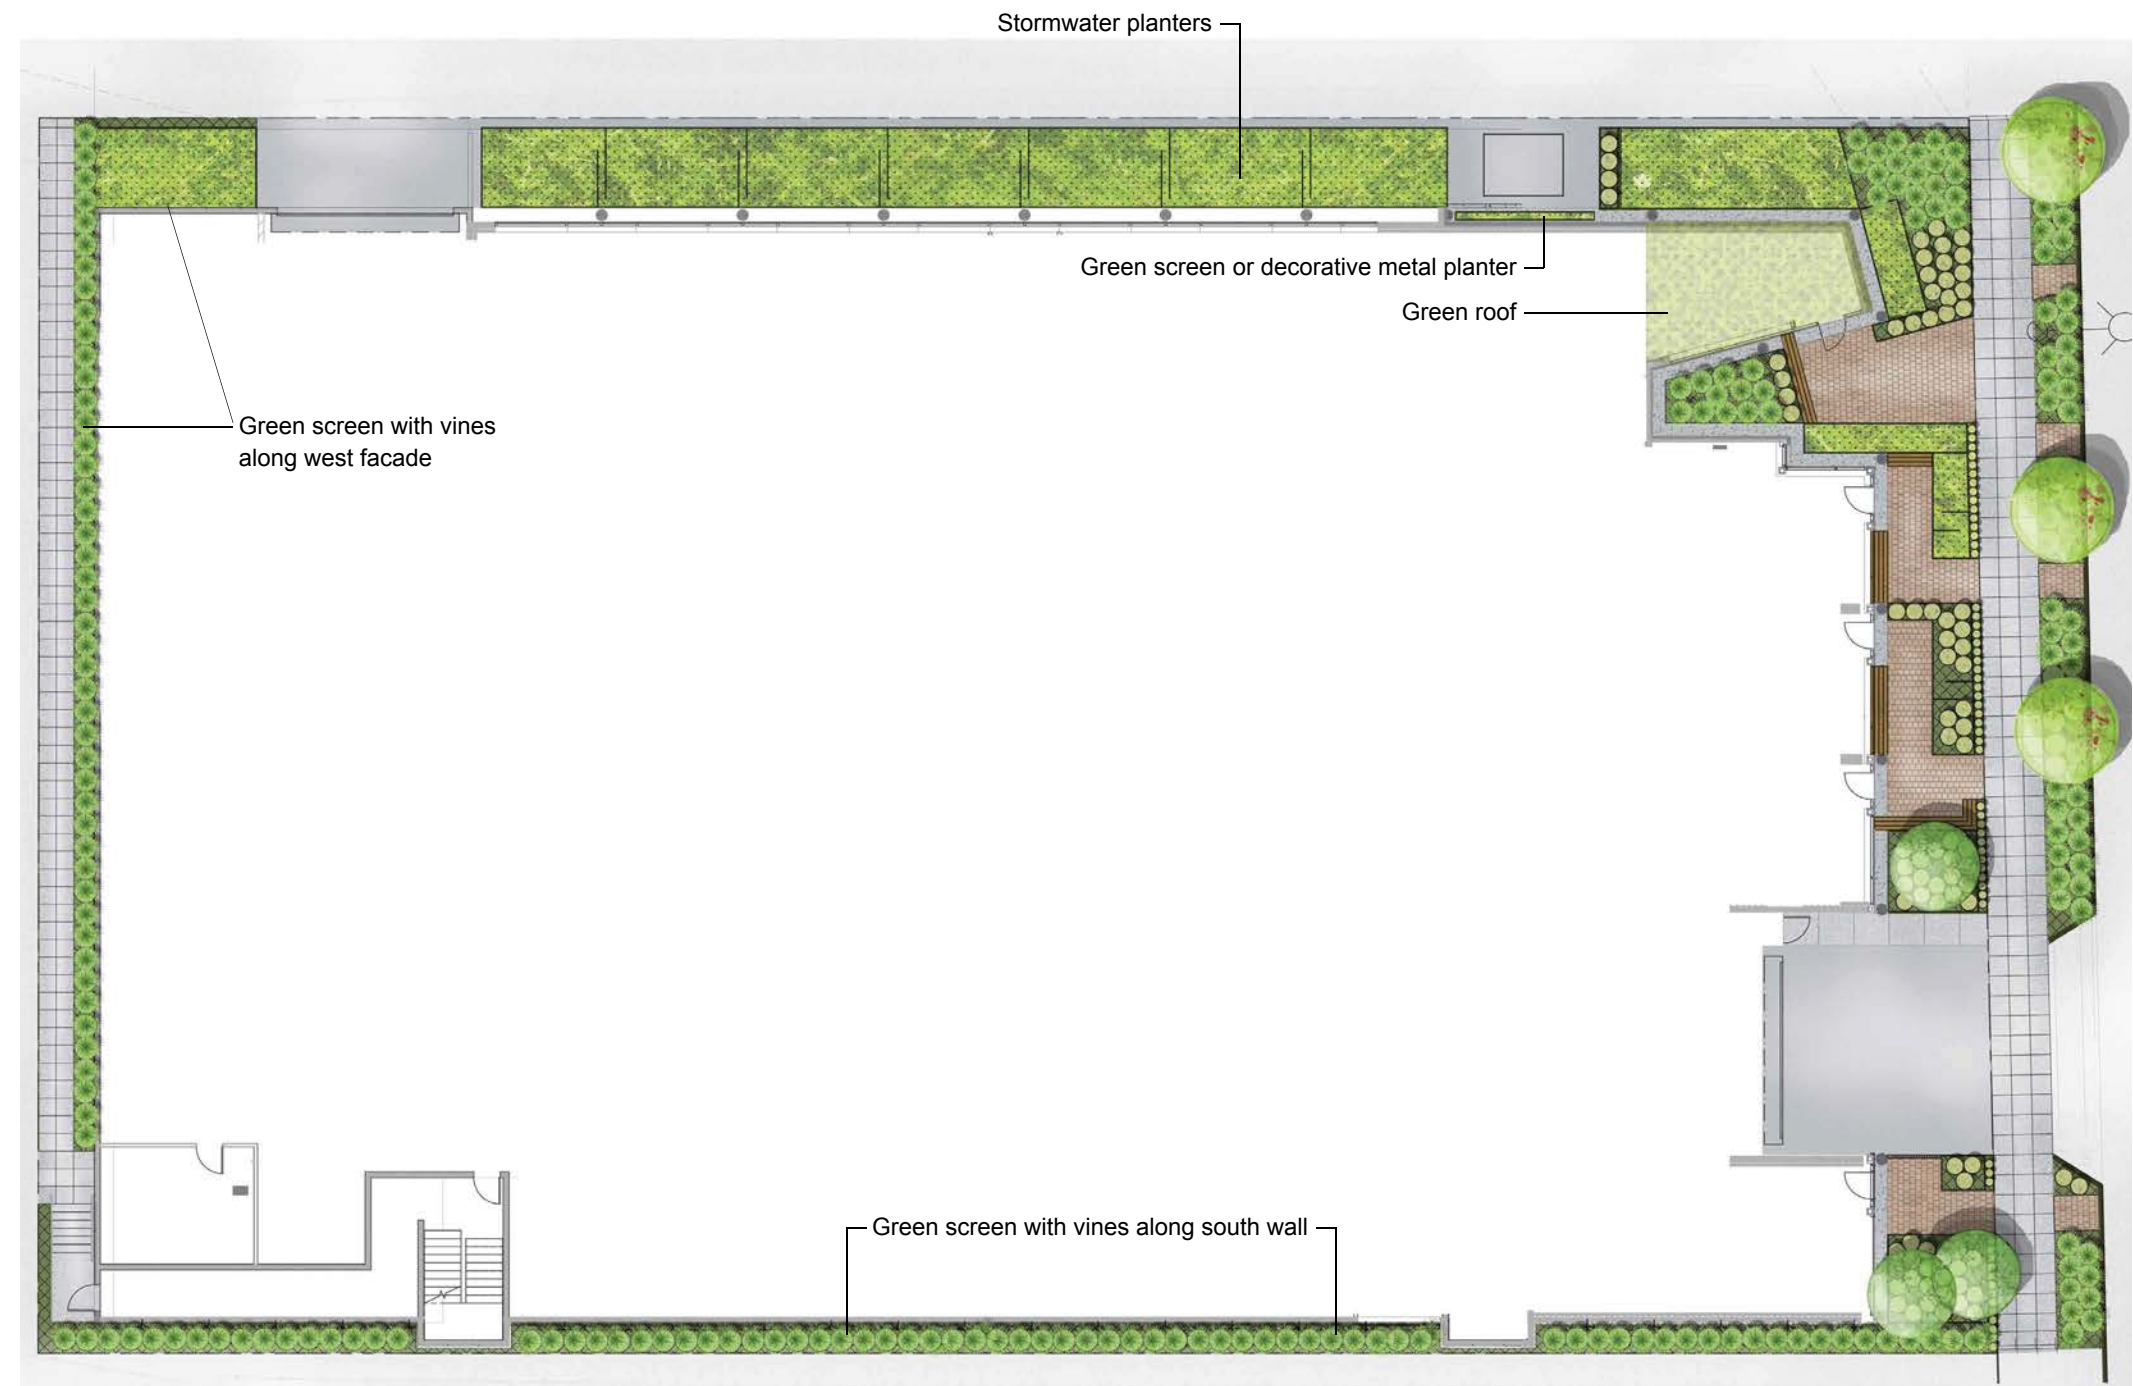 Stormwater planters
Green screen or decorative metal planter
Green roof
Green screen with vines
along west facade
Green screen with vines along south wall